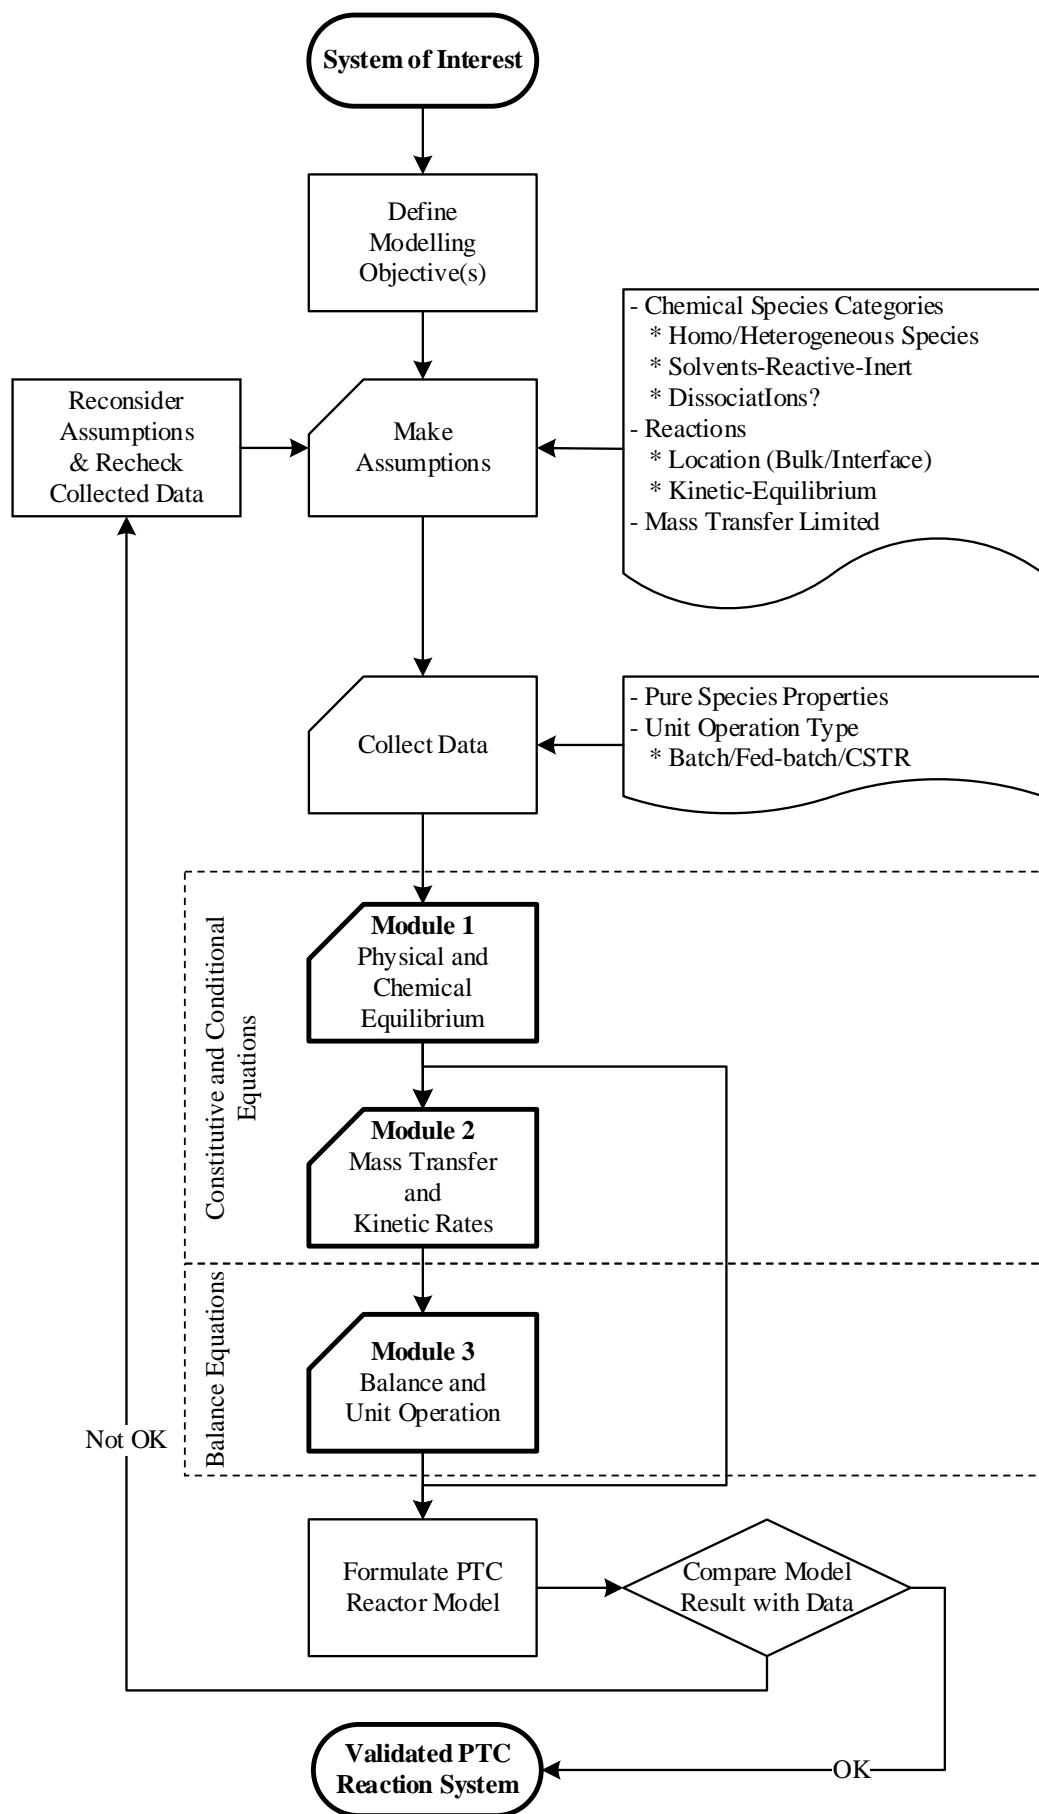 System of Interest
Define
Modelling
Objective(s)
- Chemical Species Categories
* Homo/Heterogeneous Species
* Solvents-Reactive-Inert
* DissociatIons?
- Reactions
* Location (Bulk/Interface)
* Kinetic-Equilibrium
- Mass Transfer Limited
Reconsider
Assumptions
& Recheck
Collected Data
Make
Assumptions
- Pure Species Properties
- Unit Operation Type
* Batch/Fed-batch/CSTR
Collect Data
Constitutive and Conditional
Equations
Module 1
Physical and
Chemical
Equilibrium
Module 2
Mass Transfer
and
Kinetic Rates
Balance Equations
Module 3
Balance and
Unit Operation
Not OK
Formulate PTC
Reactor Model
Compare Model
Result with Data
Validated PTC
Reaction System
OK